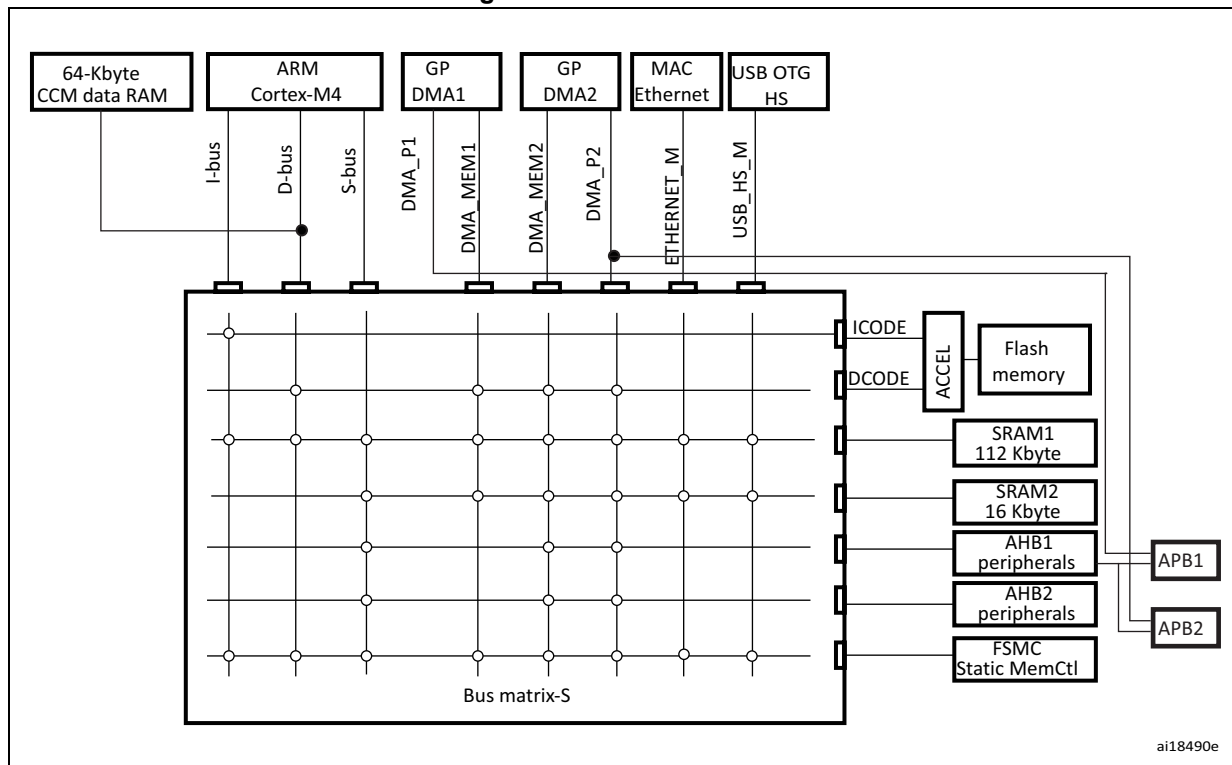 64-Kbyte
CCM data RAM
ARM
Cortex-M4
GP
DMA1
GP
DMA2
MAC
Ethernet
USB OTG
HS
I-bus
D-bus
S-bus
DMA_P1
DMA_MEM1
DMA_MEM2
DMA_P2
ETHERNET_M
USB_HS_M
ICODE
DCODE
ACCEL
Flash
memory
SRAM1
112 Kbyte
SRAM2
16 Kbyte
AHB1
peripherals
AHB2
peripherals
FSMC
Static MemCtl
APB1
APB2
Bus matrix-S
ai18490e